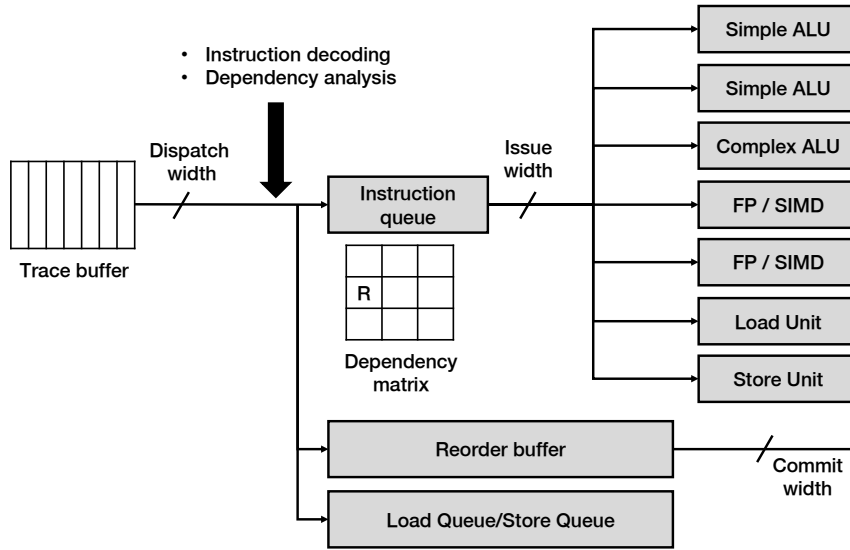 • Instruction decoding
• Dependency analysis
Dispatch
width
Trace buffer
Instruction
queue
R
Dependency
matrix
Issue
width
Simple ALU
Simple ALU
Complex ALU
FP / SIMD
FP / SIMD
Load Unit
Store Unit
Reorder buffer
Commit
width
Load Queue/Store Queue